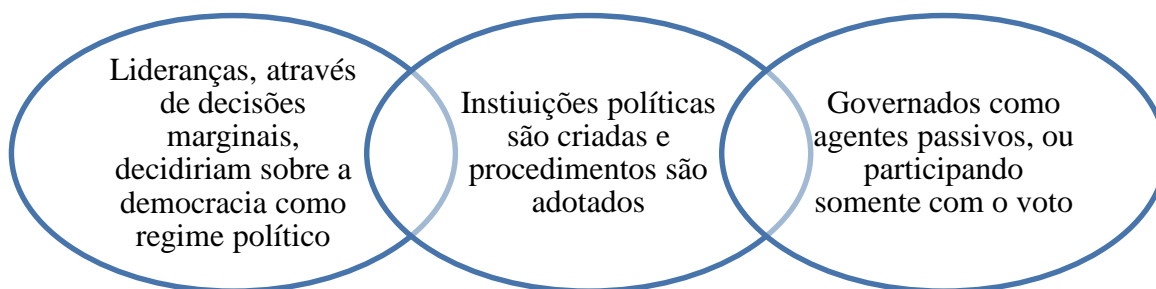 Lideranças, através
de decisões
marginais,
decidiriam sobre a
democracia como
regime político
Instiuições políticas
são criadas e
procedimentos são
adotados
Governados como
agentes passivos, ou
participando
somente com o voto